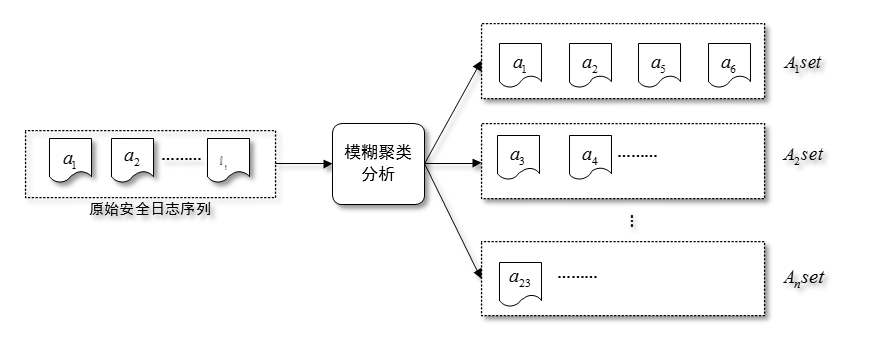 a1 a2 .........
原始安全日志序列
模糊聚类
分析
a1 a2 a5 a6 A1set
a3 a4 ......... A2set
⋮
a23 ......... Anset